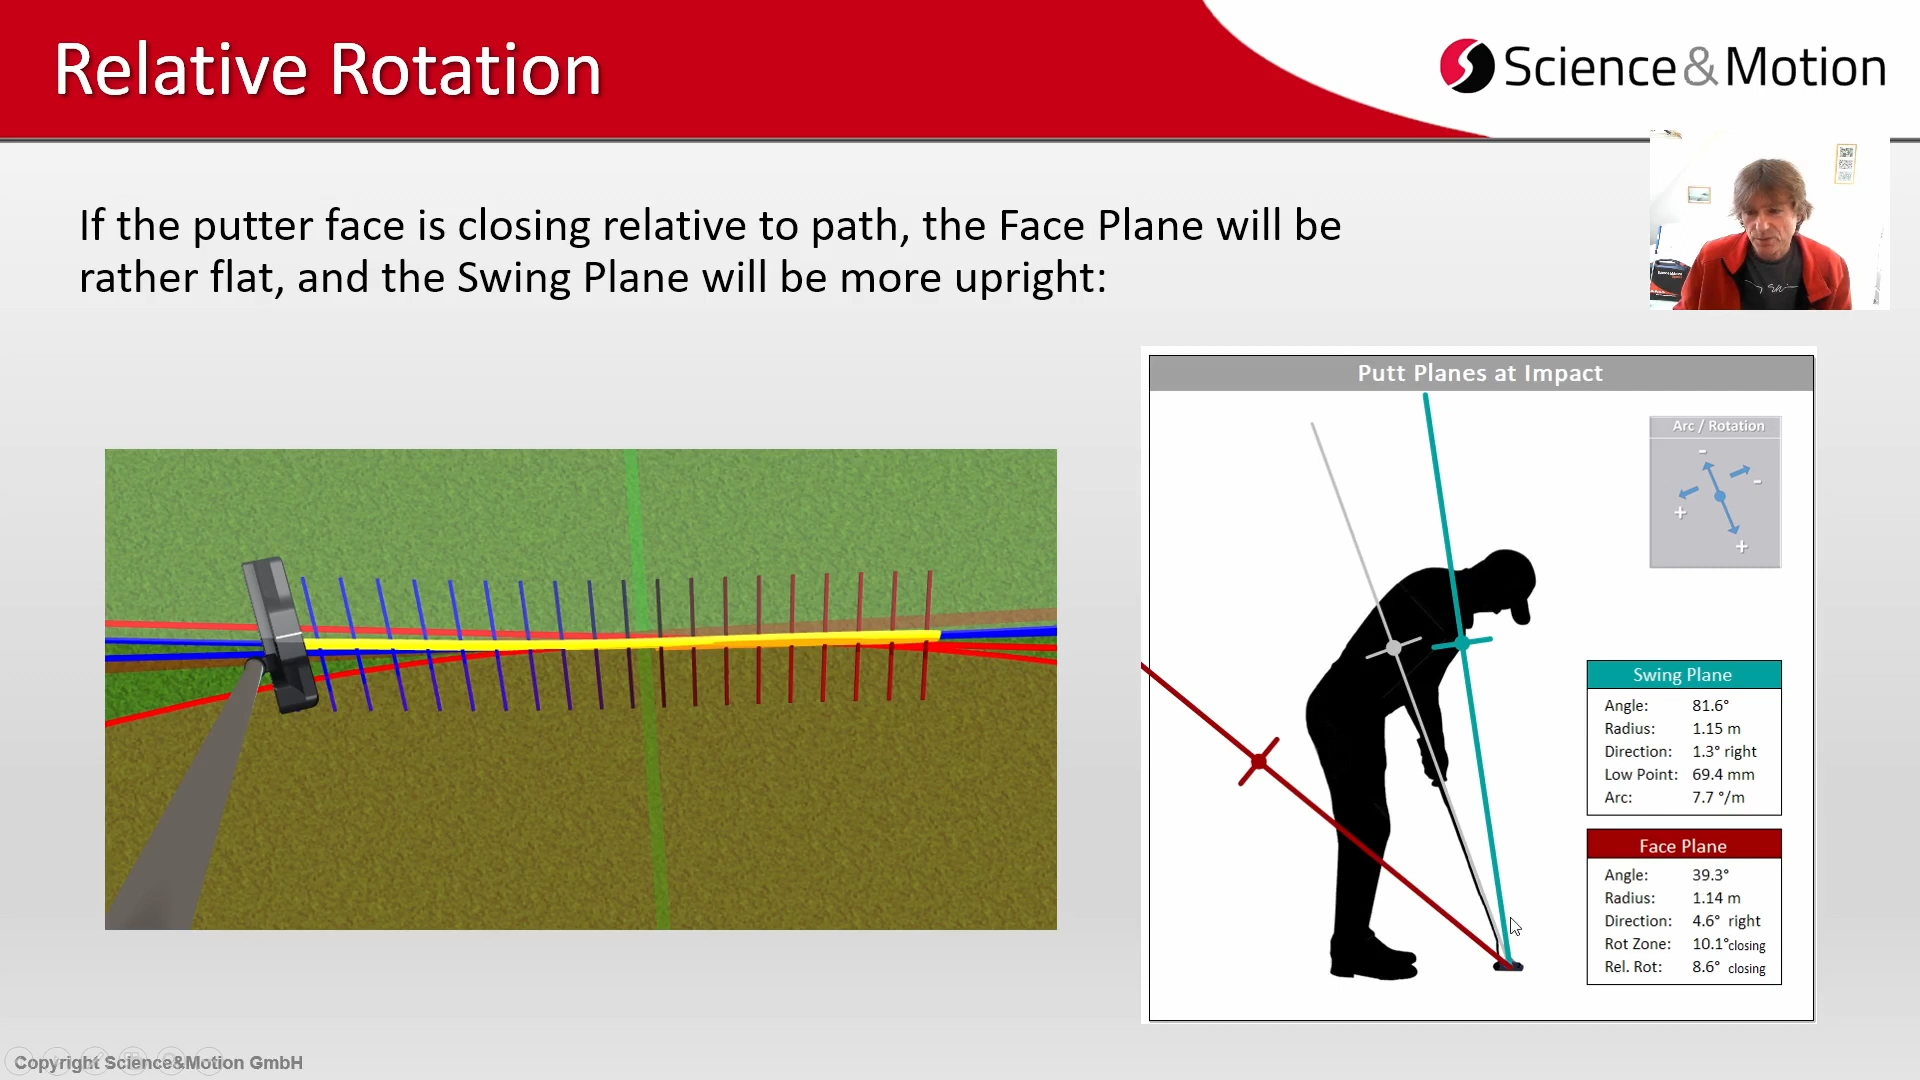 Relative Rotation
Science&Motion
If the putter face is closing relative to path, the Face Plane will be
rather flat, and the Swing Plane will be more upright:
Putt Planes at Impact
Arc / Rotation
-
-
+
+
Swing Plane
Angle: 81.6°
Radius: 1.15 m
Direction: 1.3° right
Low Point: 69.4 mm
Arc: 7.7 °/m
Face Plane
Angle: 39.3°
Radius: 1.14 m
Direction: 4.6° right
Rot Zone: 10.1° closing
Rel. Rot: 8.6° closing
Copyright Science&Motion GmbH